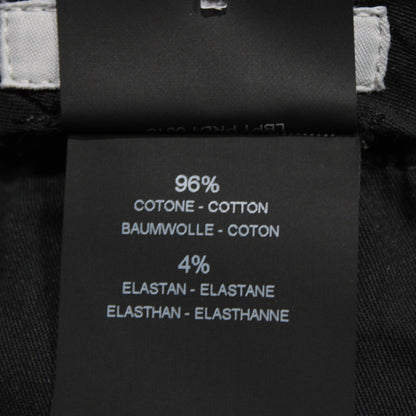 96%
COTONE - COTTON
BAUMWOLLE - COTON
4%
ELASTAN - ELASTANE
ELASTHAN - ELASTHANNE